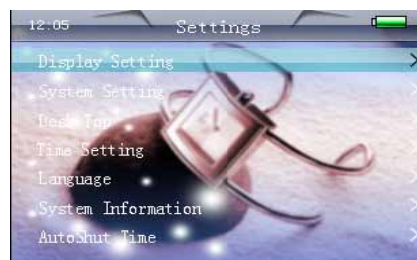 12:05
Settings
Display Setting
System Setting
Desk Top
Time Setting
Language
System Information
AutoShut Time